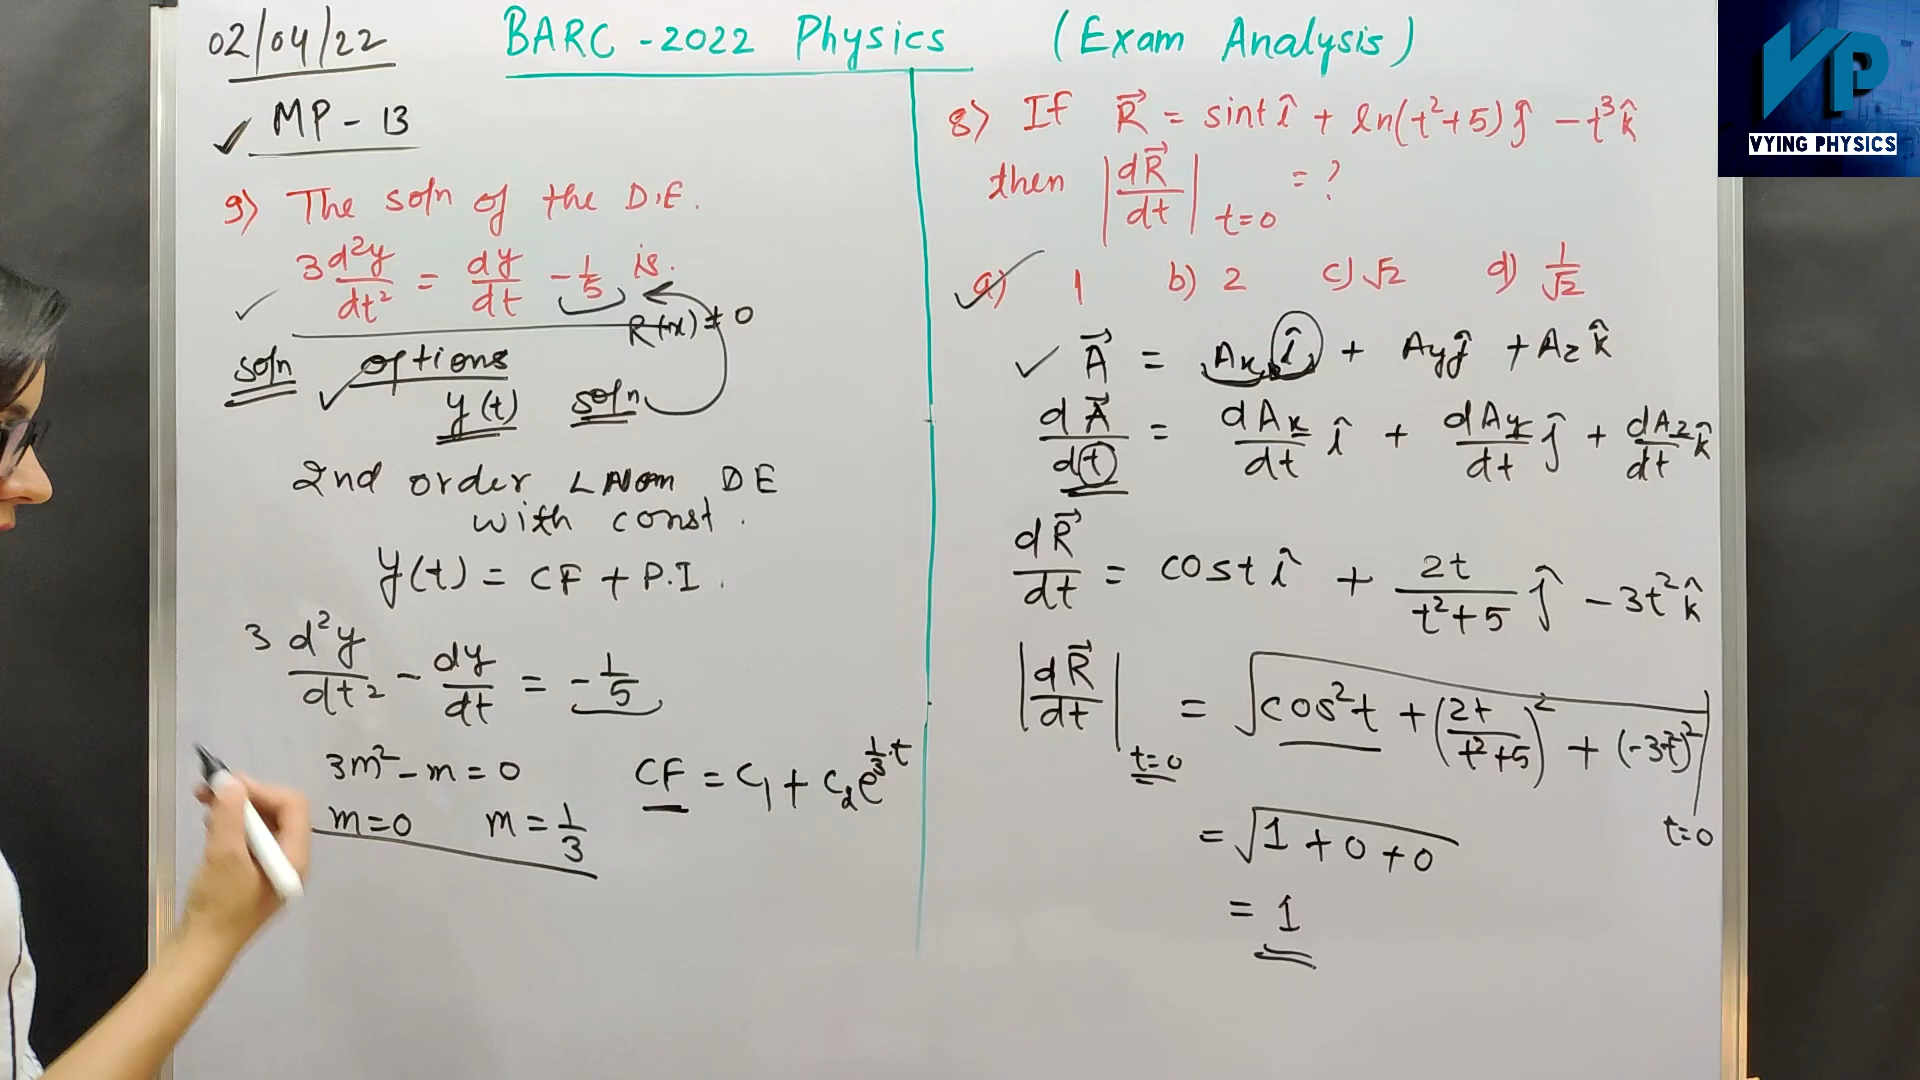 02/04/22
BARC - 2022 Physics (Exam Analysis)
VP
VYING PHYSICS
✓ MP - 13
9) The soln of the D.E.
3 d²y/dt² = dy/dt - 1/5 is.
R(x) ≠ 0
soln ✓ options
y(t) soln
2nd order L Non DE
with const.
y(t) = CF + P.I.
3 d²y/dt² - dy/dt = -1/5
3m² - m = 0
m=0 m = 1/3
CF = C₁ + C₂e^(1/3·t)
8) If R⃗ = sint î + ln(t²+5) ĵ - t³k̂
then |dR⃗/dt| t=0 = ?
a) 1 b) 2 c) √2 d) 1/√2
✓ A⃗ = Ax î + Ay ĵ + Az k̂
dA⃗/dt = dAx/dt î + dAy/dt ĵ + dAz/dt k̂
dR⃗/dt = cost î + 2t/(t²+5) ĵ - 3t² k̂
|dR⃗/dt| t=0 = √(cos²t + (2t/(t²+5))² + (-3t²)²) | t=0
= √(1 + 0 + 0)
= 1